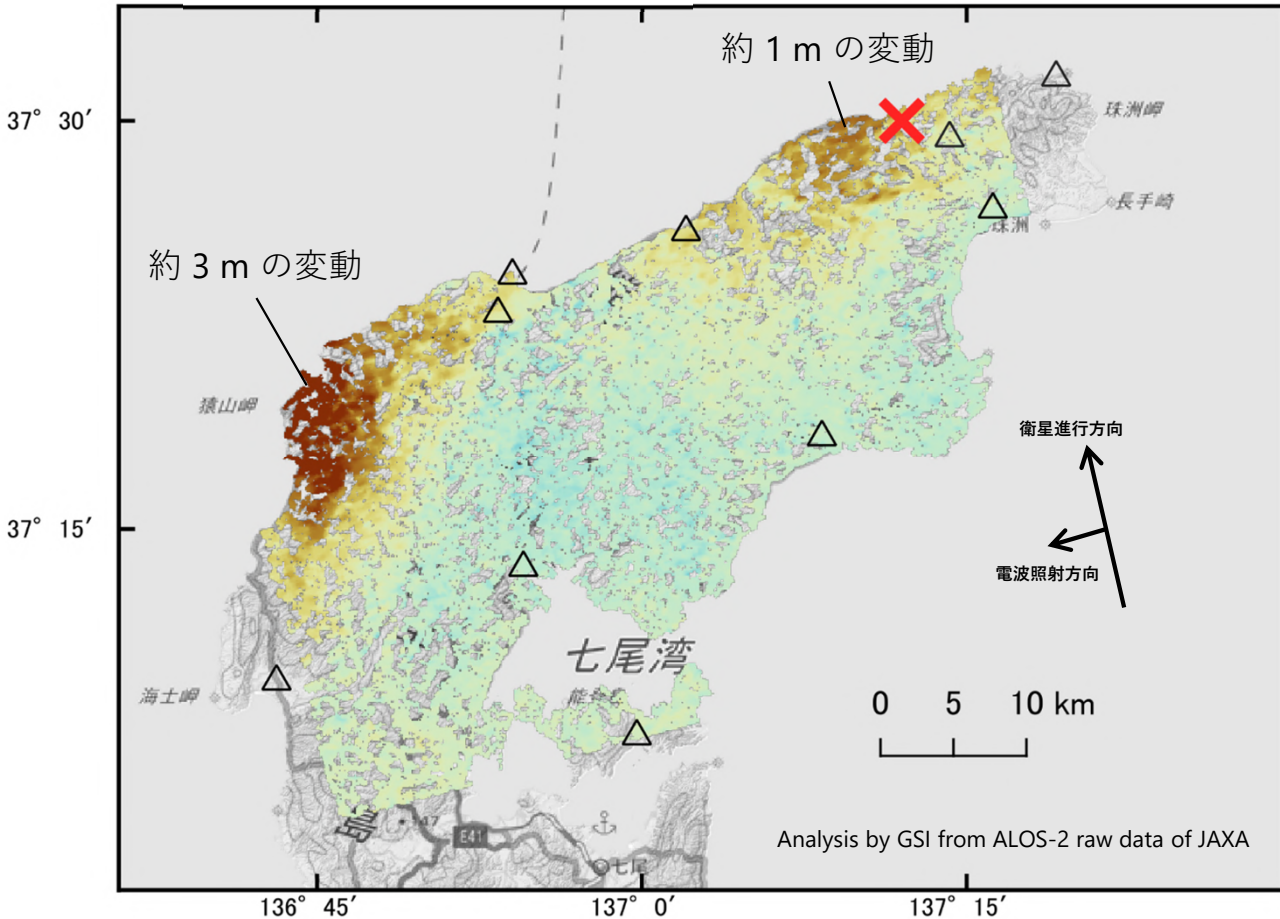 約 1 m の変動
37° 30′
珠洲岬
長手崎
珠洲
約 3 m の変動
猿山岬
衛星進行方向
37° 15′
電波照射方向
七尾湾
海士岬
0 5 10 km
島
147
E41
七尾
Analysis by GSI from ALOS-2 raw data of JAXA
136° 45′ 137° 0′ 137° 15′